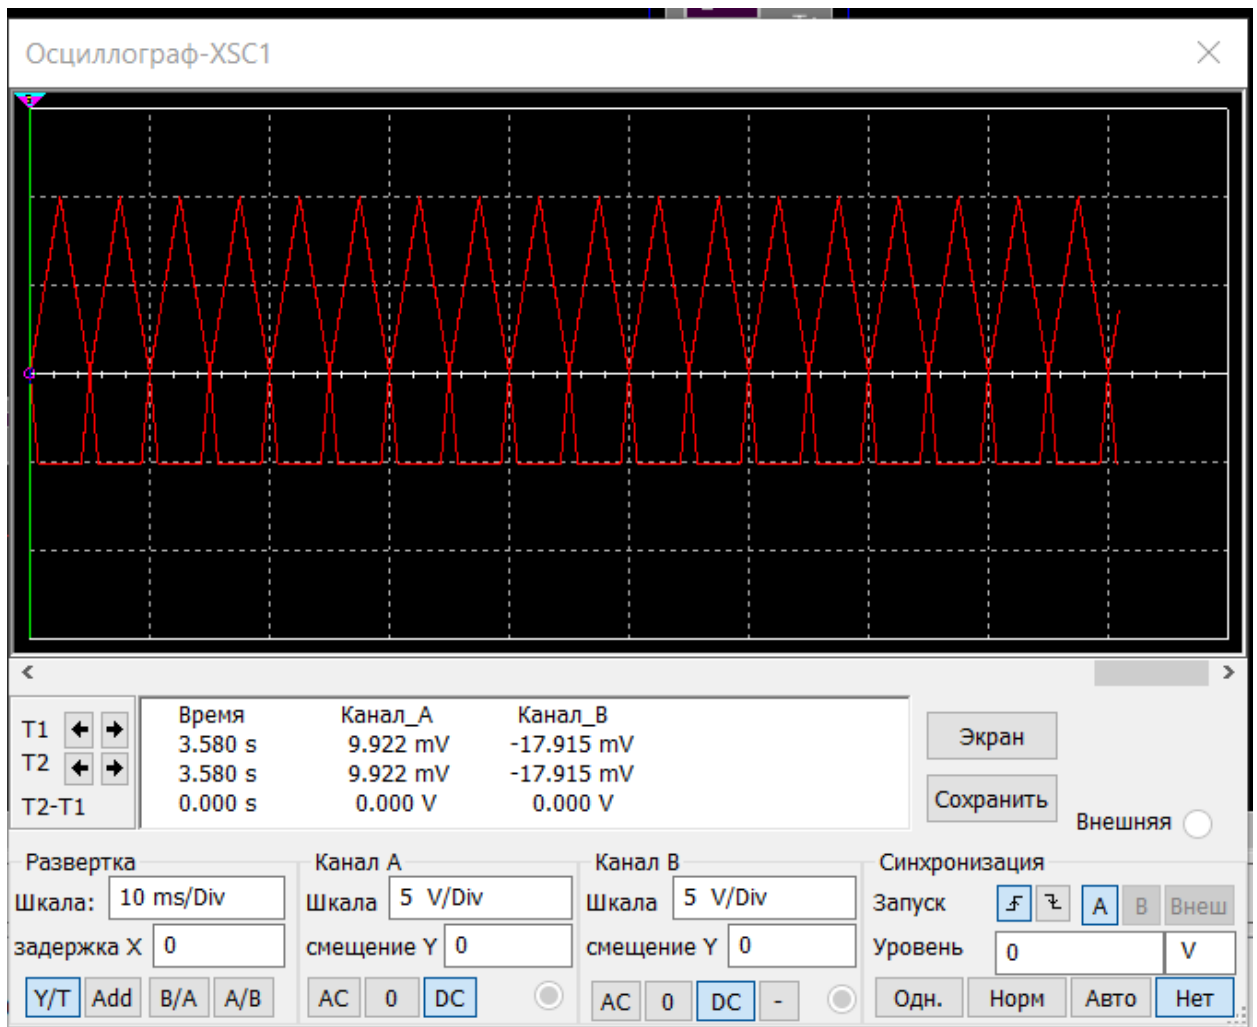 Осциллограф-XSC1
Время Канал_A Канал_B
T1 3.580 s 9.922 mV -17.915 mV
T2 3.580 s 9.922 mV -17.915 mV
T2-T1 0.000 s 0.000 V 0.000 V
Экран
Сохранить
Внешняя
Развертка
Шкала: 10 ms/Div
задержка X 0
Y/T Add B/A A/B
Канал A
Шкала 5 V/Div
смещение Y 0
AC 0 DC
Канал B
Шкала 5 V/Div
смещение Y 0
AC 0 DC -
Синхронизация
Запуск A B Внеш
Уровень 0 V
Одн. Норм Авто Нет